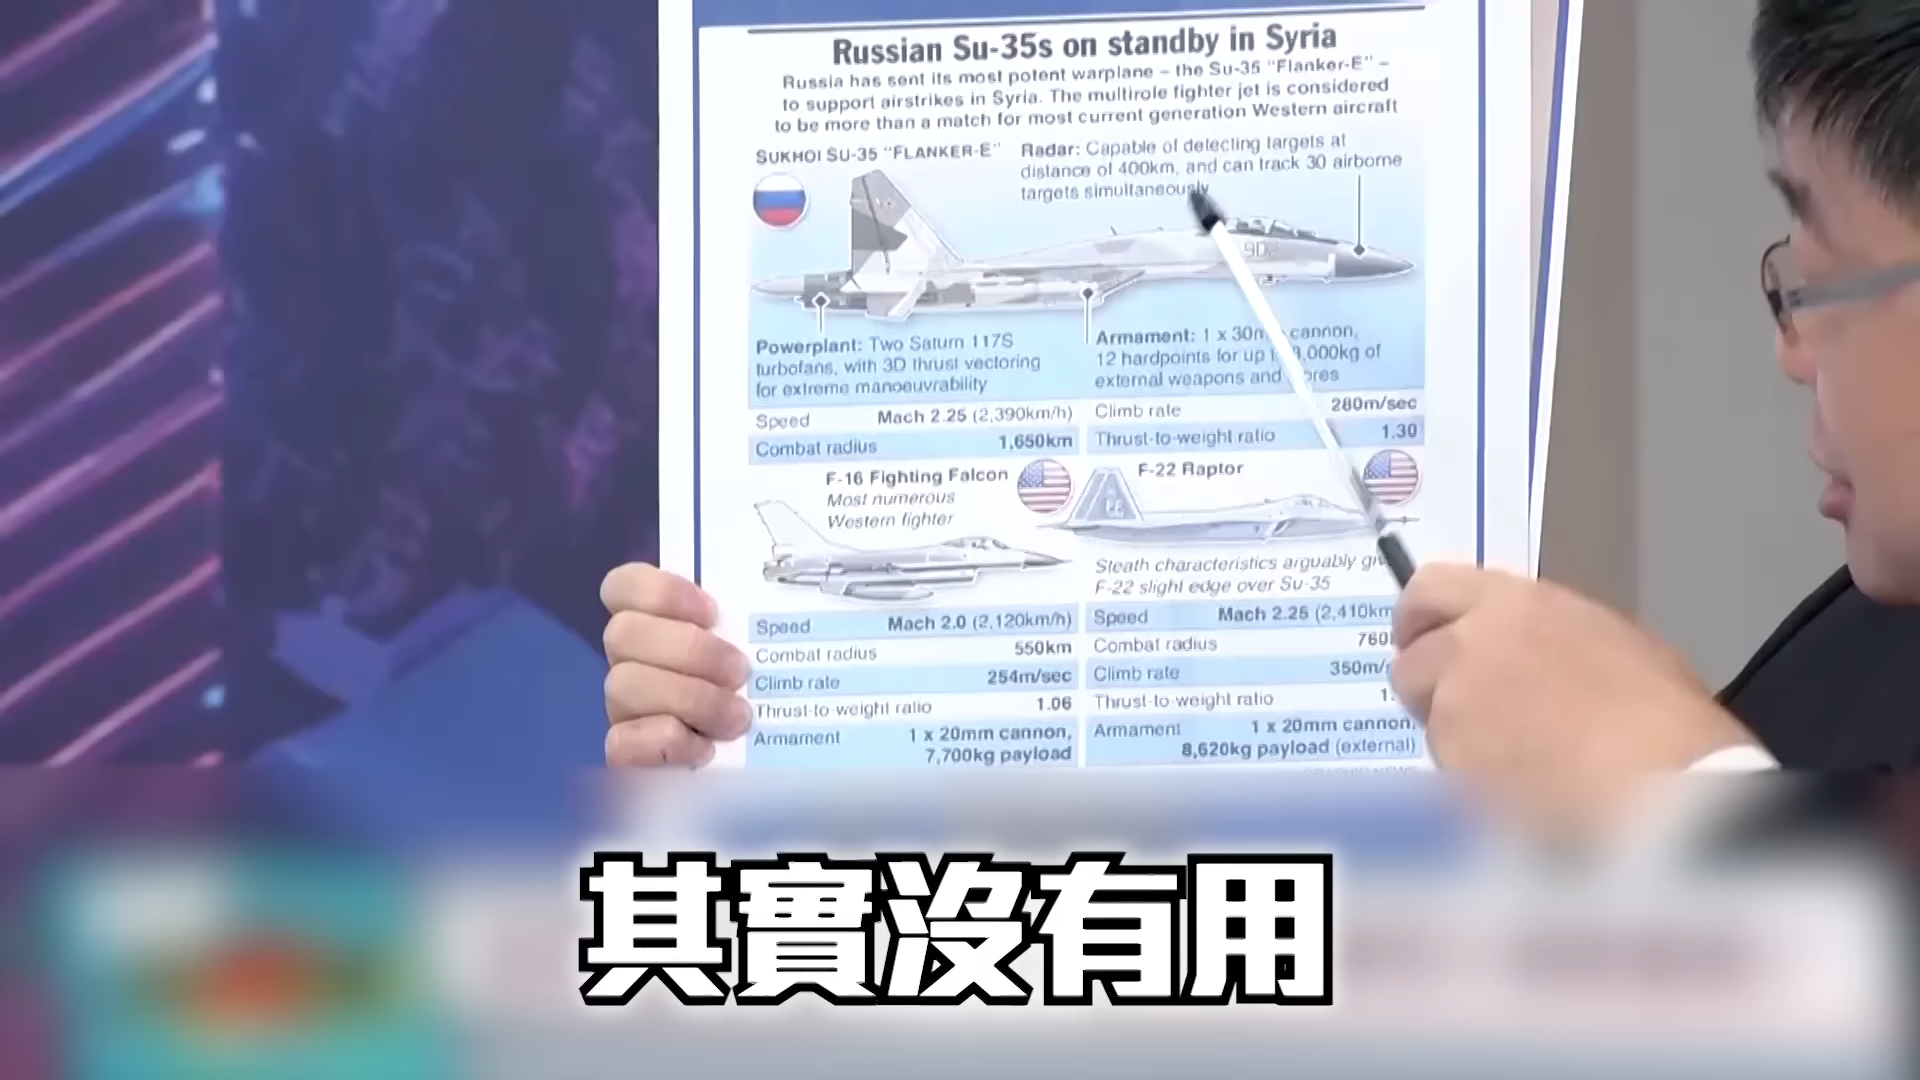 Russian Su-35s on standby in Syria
Russia has sent its most potent warplane – the Su-35 "Flanker-E" –
to support airstrikes in Syria. The multirole fighter jet is considered
to be more than a match for most current generation Western aircraft
SUKHOI SU-35 "FLANKER-E"
Radar: Capable of detecting targets at
distance of 400km, and can track 30 airborne
targets simultaneously
90
Powerplant: Two Saturn 117S
turbofans, with 3D thrust vectoring
for extreme manoeuvrability
Armament: 1 x 30m cannon,
12 hardpoints for up ,000kg of
external weapons and
Speed Mach 2.25 (2,390km/h)
Combat radius 1,650km
Climb rate 280m/sec
Thrust-to-weight ratio 1.30
F-16 Fighting Falcon
Most numerous
Western fighter
Speed Mach 2.0 (2,120km/h)
Combat radius 550km
Climb rate 254m/sec
Thrust-to-weight ratio 1.06
Armament 1 x 20mm cannon,
7,700kg payload
F-22 Raptor
Stealth characteristics arguably
F-22 slight edge over Su-35
Speed Mach 2.25 (2,410km
Combat radius 760
Climb rate 350m/
Thrust-to-weight ratio 1.
Armament 1 x 20mm cannon,
8,620kg payload (external)
其實沒有用